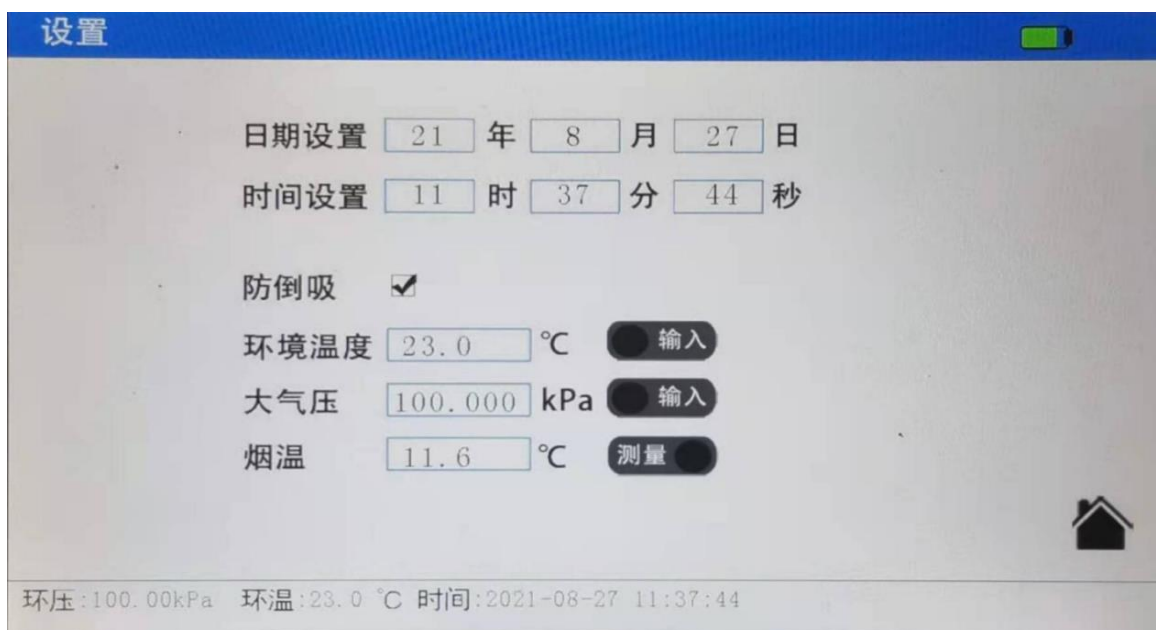 设置
日期设置 21 年 8 月 27 日
时间设置 11 时 37 分 44 秒
防倒吸
环境温度 23.0 ℃ 输入
大气压 100.000 kPa 输入
烟温 11.6 ℃ 测量
环压:100.00kPa 环温:23.0 ℃ 时间:2021-08-27 11:37:44